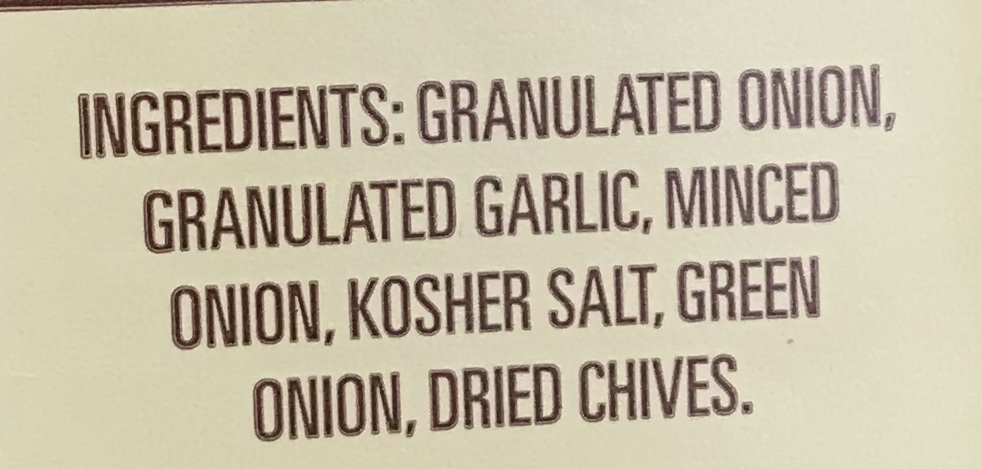 INGREDIENTS: GRANULATED ONION,
GRANULATED GARLIC, MINCED
ONION, KOSHER SALT, GREEN
ONION, DRIED CHIVES.